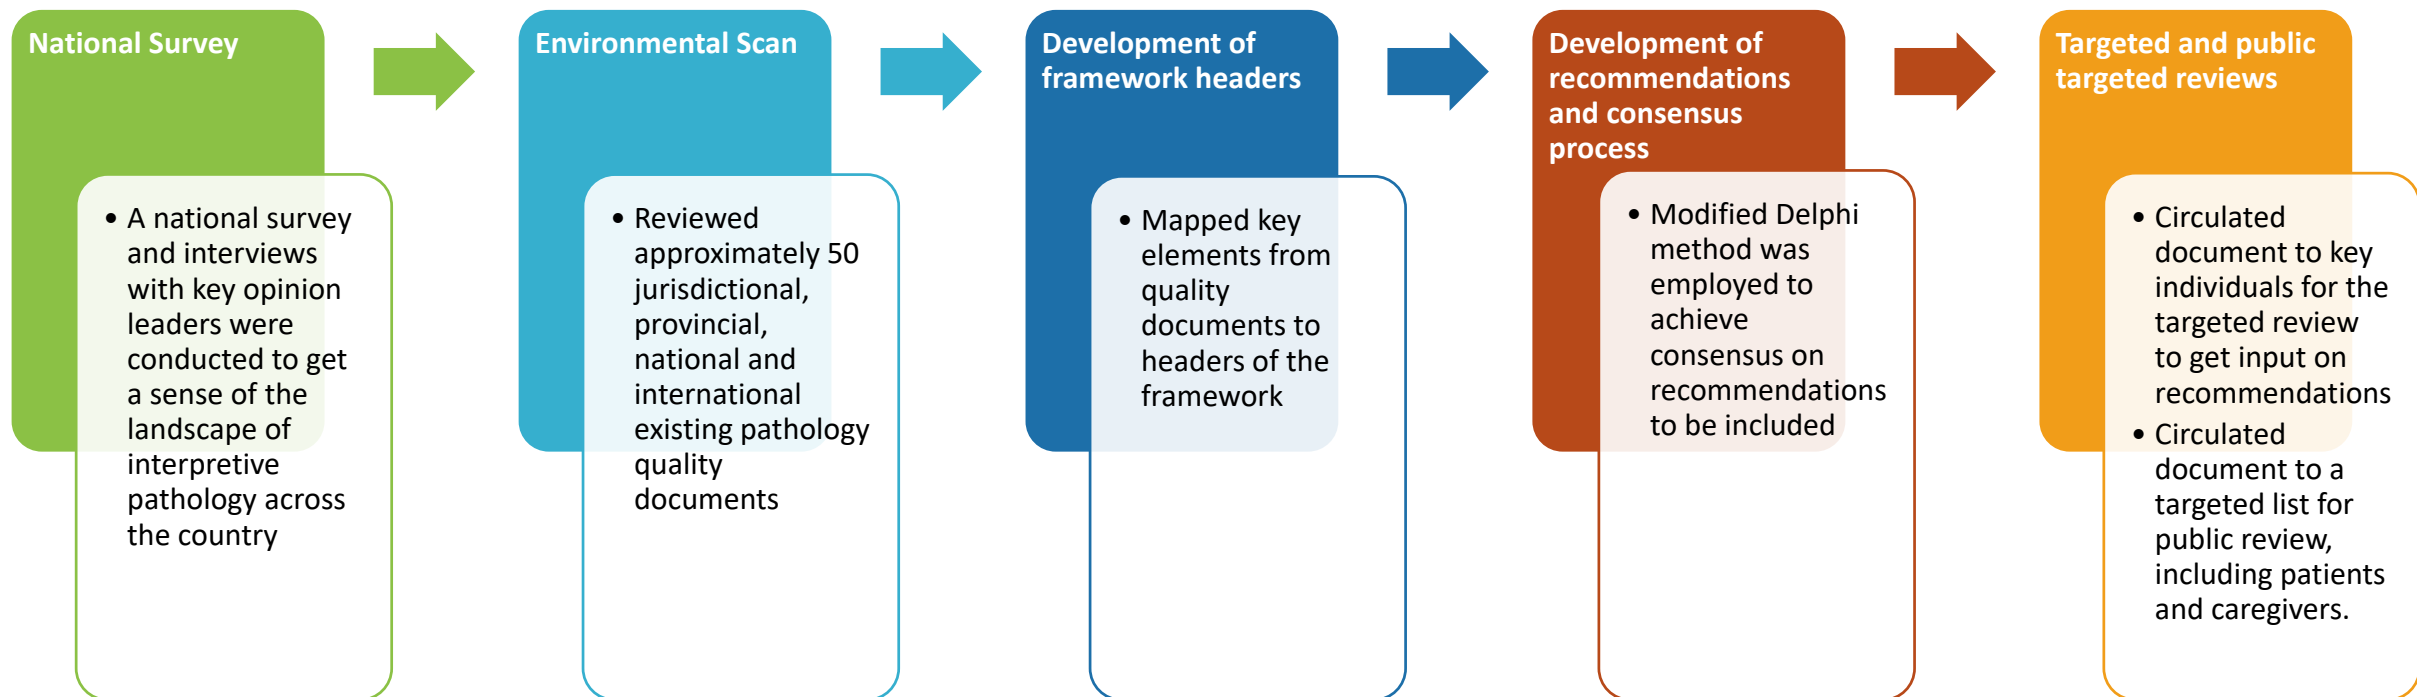 National Survey
• A national survey
and interviews
with key opinion
leaders were
conducted to get
a sense of the
landscape of
interpretive
pathology across
the country
Environmental Scan
• Reviewed
approximately 50
jurisdictional,
provincial,
national and
international
existing pathology
quality
documents
Development of
framework headers
• Mapped key
elements from
quality
documents to
headers of the
framework
Development of
recommendations
and consensus
process
• Modified Delphi
method was
employed to
achieve
consensus on
recommendations
to be included
Targeted and public
targeted reviews
• Circulated
document to key
individuals for the
targeted review
to get input on
recommendations
• Circulated
document to a
targeted list for
public review,
including patients
and caregivers.